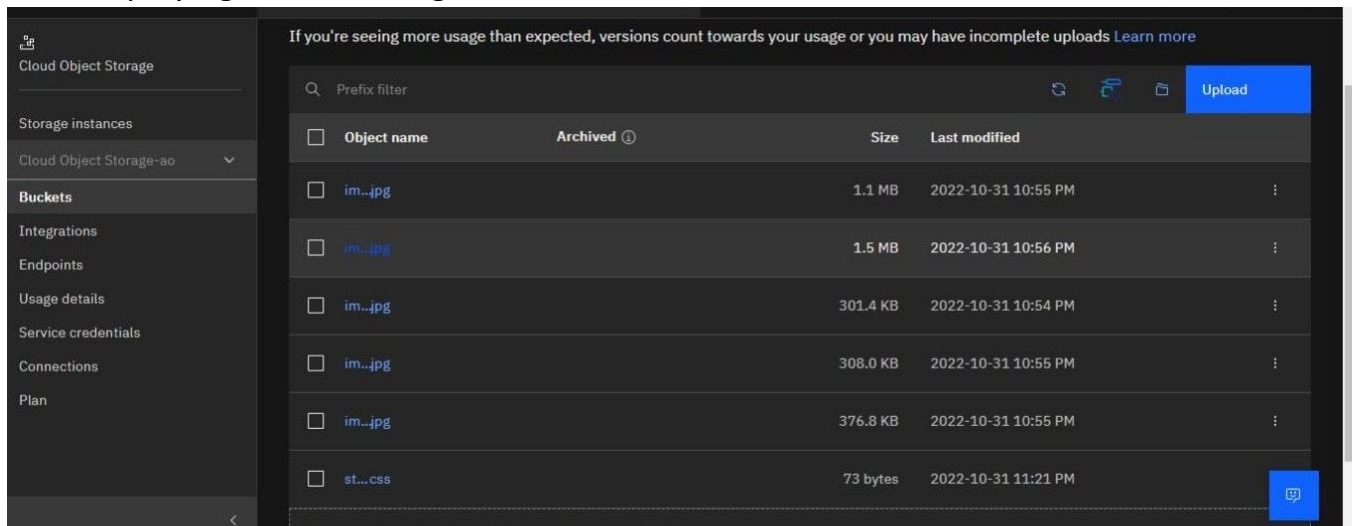 If you're seeing more usage than expected, versions count towards your usage or you may have incomplete uploads Learn more
Cloud Object Storage
Storage instances
Cloud Object Storage-ao
Buckets
Integrations
Endpoints
Usage details
Service credentials
Connections
Plan
Prefix filter
Upload
Object name Archived Size Last modified
im...jpg 1.1 MB 2022-10-31 10:55 PM
im...jpg 1.5 MB 2022-10-31 10:56 PM
im...jpg 301.4 KB 2022-10-31 10:54 PM
im...jpg 308.0 KB 2022-10-31 10:55 PM
im...jpg 376.8 KB 2022-10-31 10:55 PM
st...css 73 bytes 2022-10-31 11:21 PM